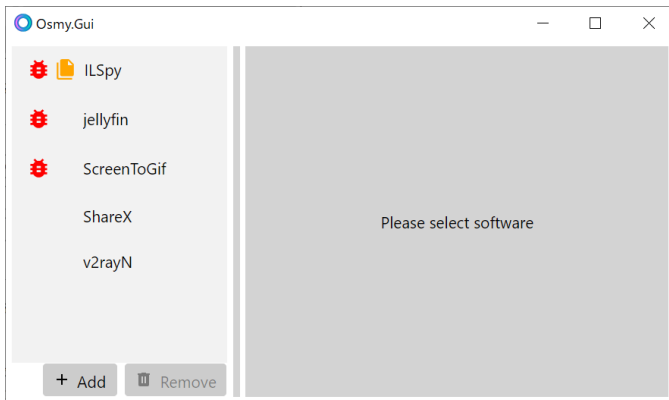 Osmy.Gui
ILSpy
jellyfin
ScreenToGif
ShareX
v2rayN
Please select software
+ Add
Remove